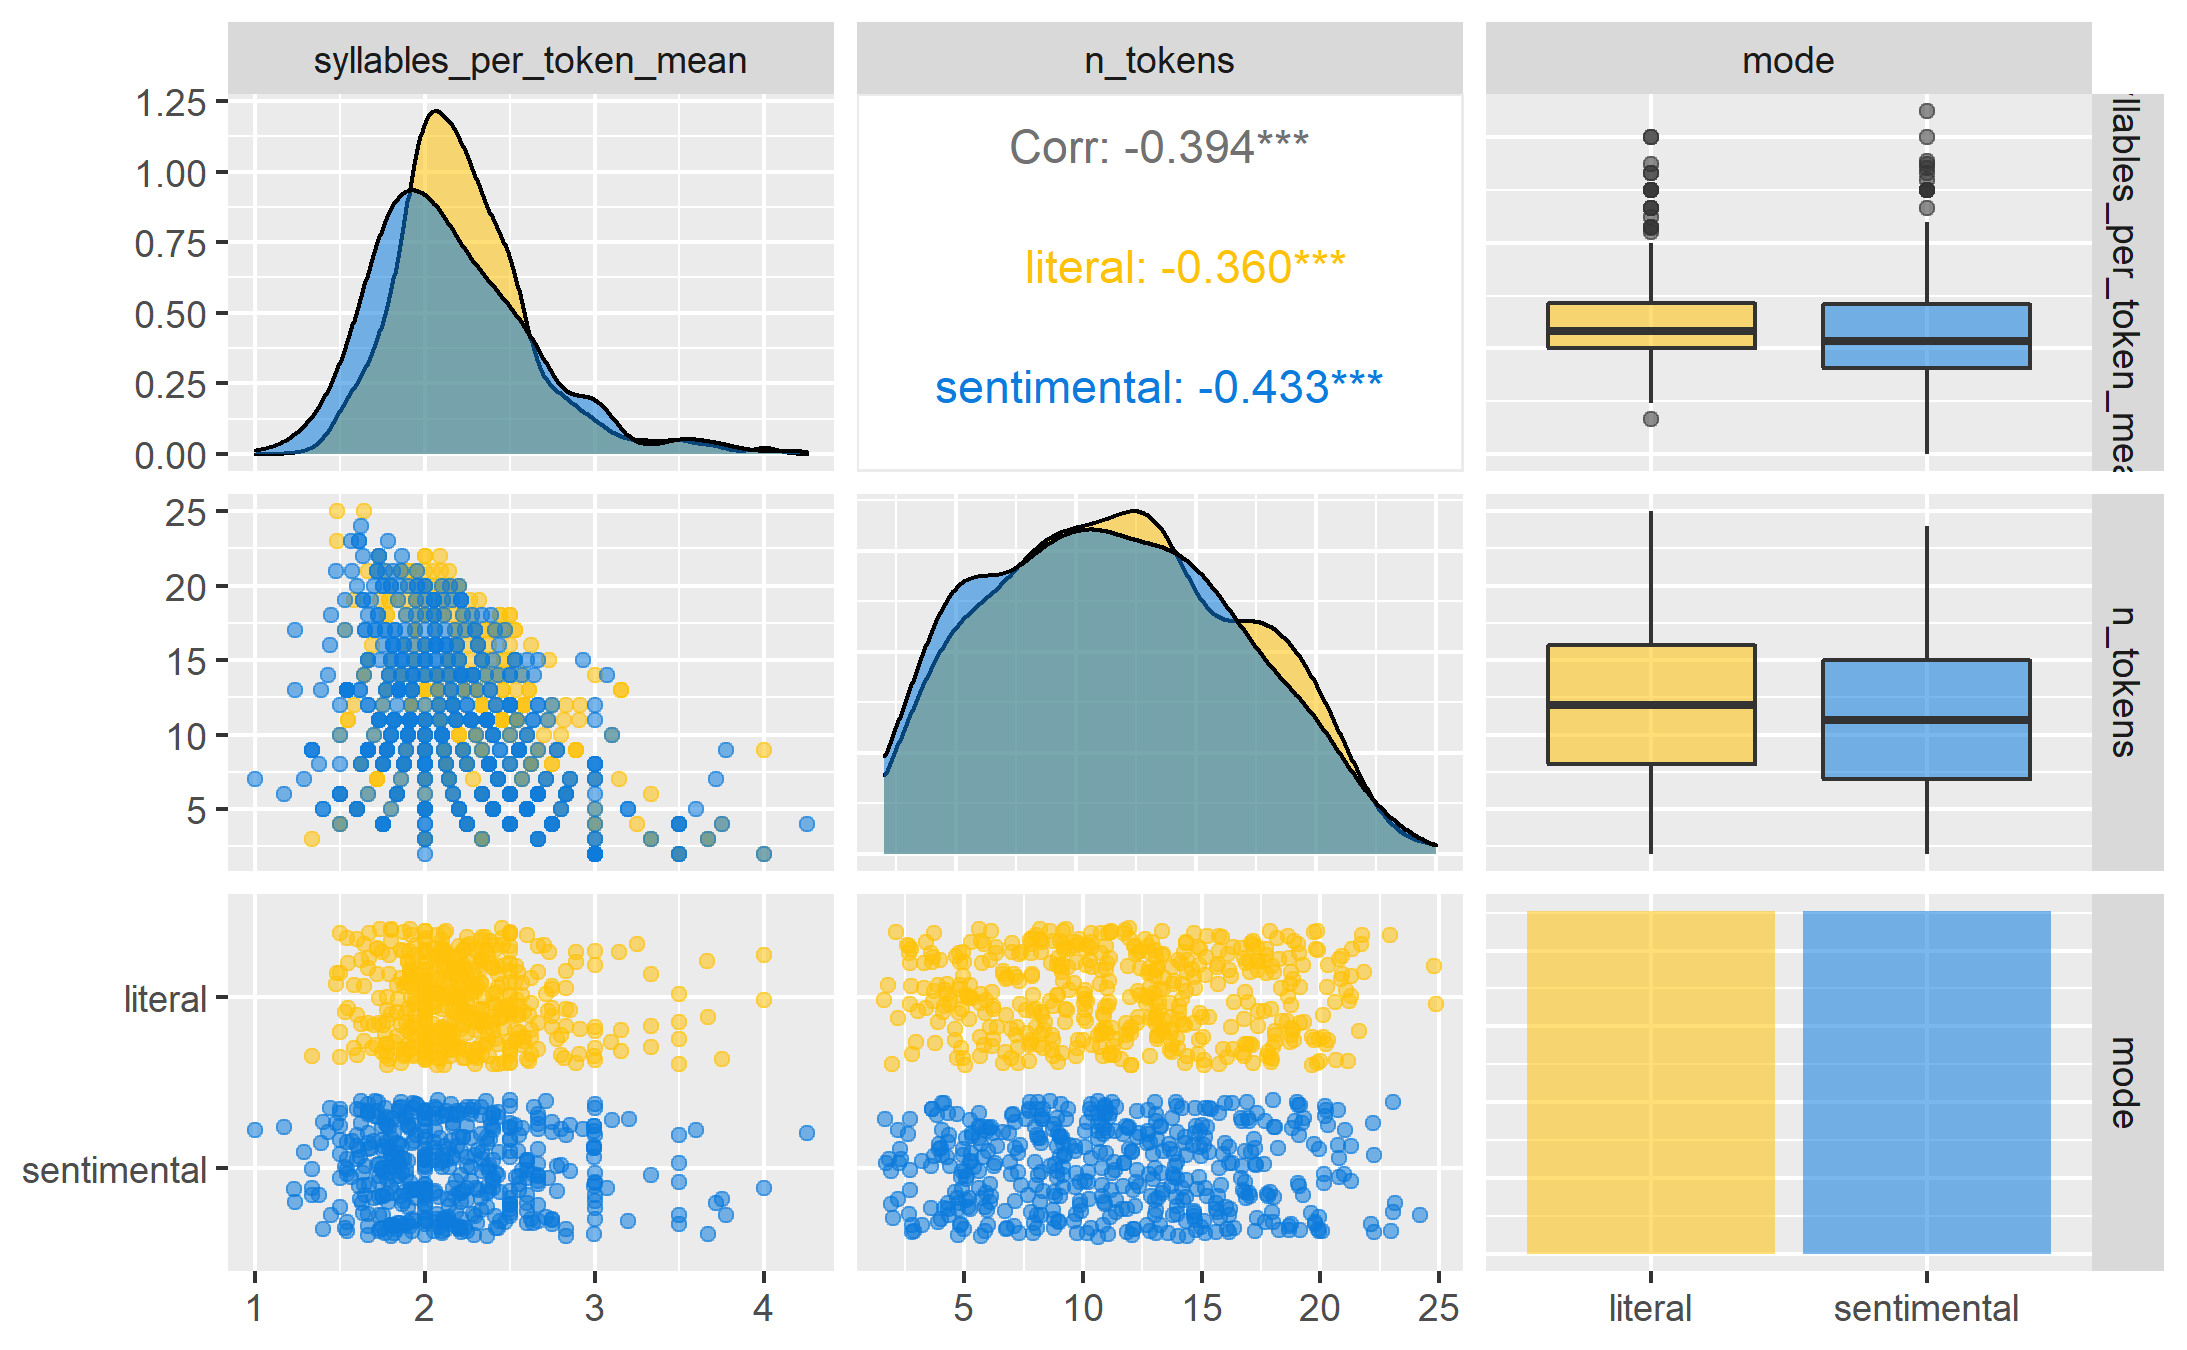 syllables_per_token_mean
n_tokens
mode
1.25
1.00
0.75
0.50
0.25
0.00
Corr: -0.394***
literal: -0.360***
sentimental: -0.433***
yllables_per_token_mea
25
20
15
10
5
n_tokens
literal
sentimental
mode
1 2 3 4
5 10 15 20 25
literal sentimental